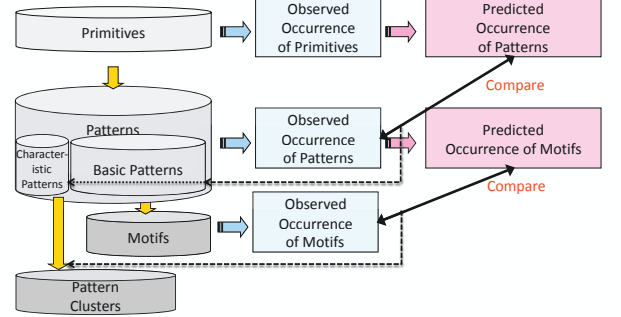 Primitives
Observed
Occurrence
of Primitives
Predicted
Occurrence
of Patterns
Compare
Patterns
Character-
istic
Patterns
Basic Patterns
Observed
Occurrence
of Patterns
Predicted
Occurrence of Motifs
Compare
Motifs
Observed
Occurrence
of Motifs
Pattern
Clusters